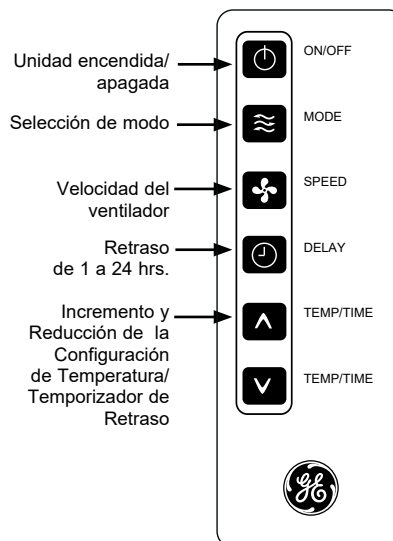 Unidad encendida/
apagada
ON/OFF
Selección de modo
MODE
Velocidad del
ventilador
SPEED
Retraso
de 1 a 24 hrs.
DELAY
Incremento y
Reducción de la
Configuración
de Temperatura/
Temporizador de
Retraso
TEMP/TIME
TEMP/TIME
GE